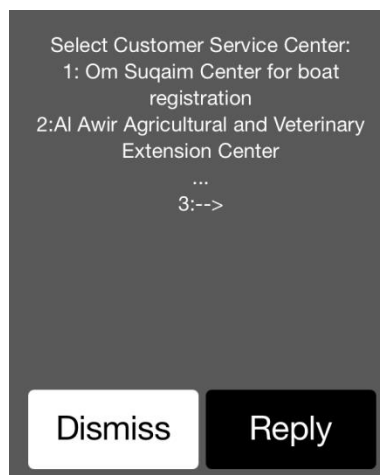 Select Customer Service Center:
1: Om Suqaim Center for boat
registration
2:Al Awir Agricultural and Veterinary
Extension Center
...
3:-->
Dismiss
Reply